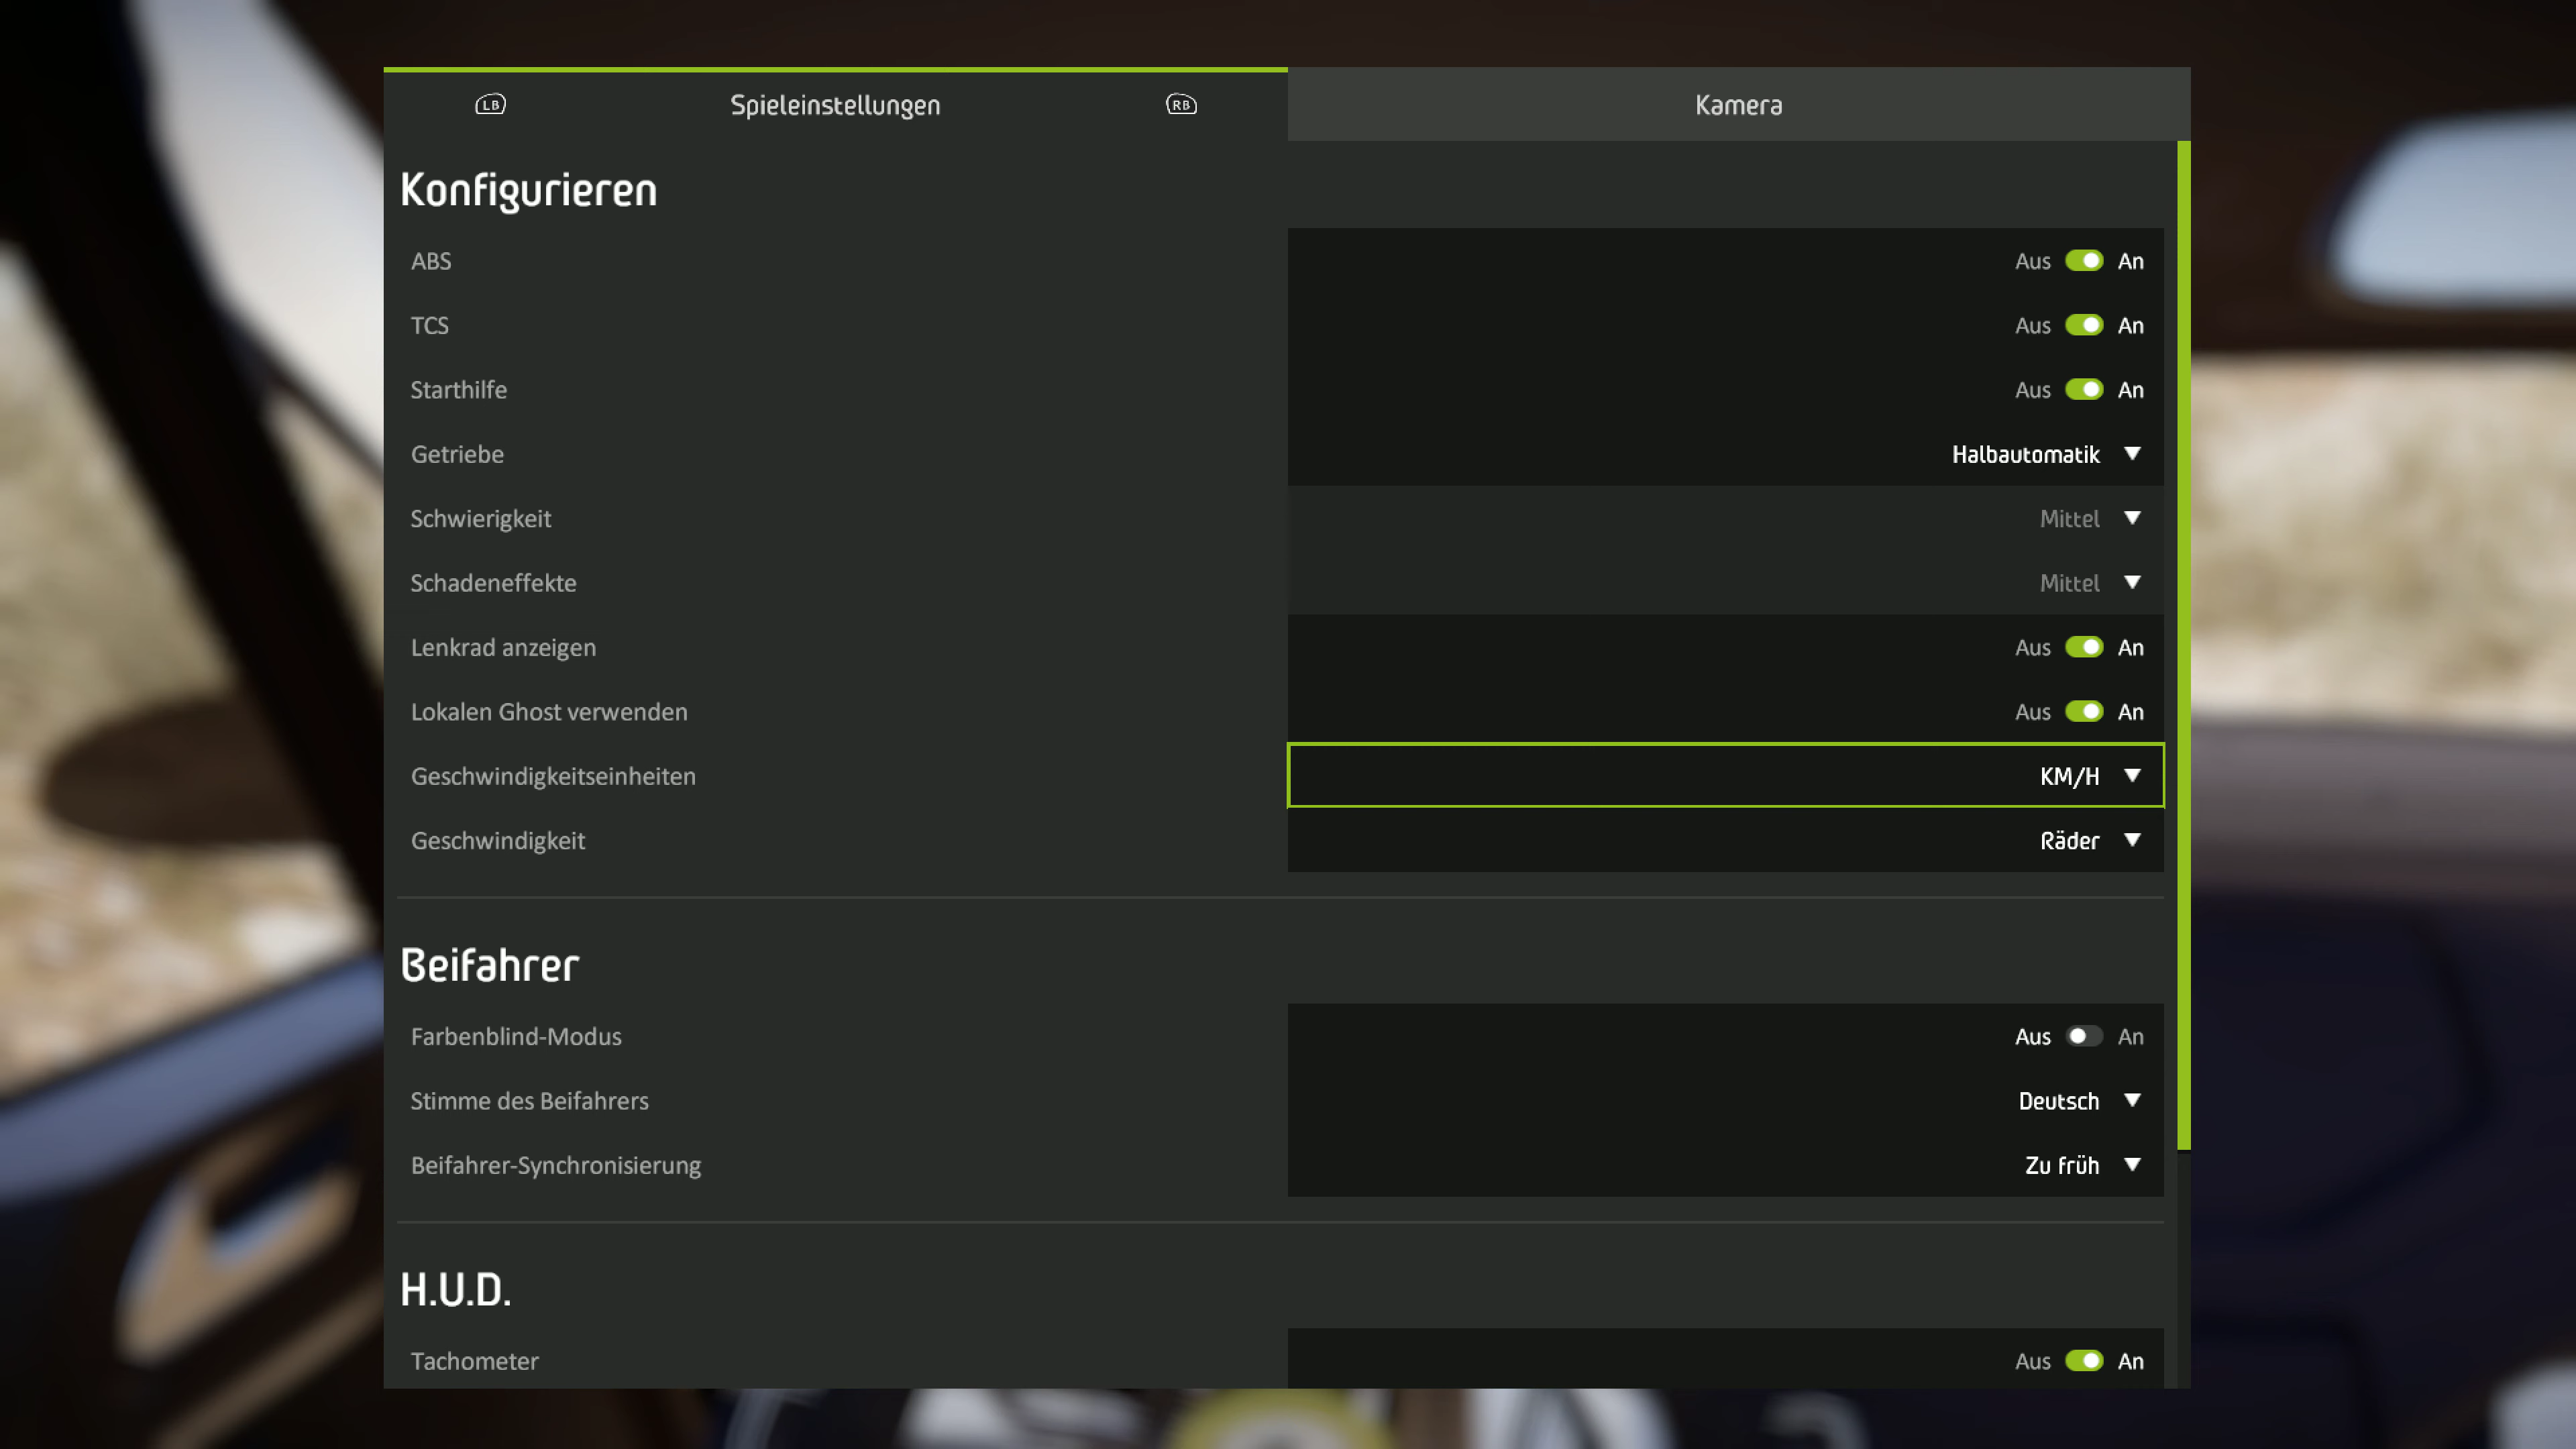 LB Spieleinstellungen RB Kamera
Konfigurieren
ABS Aus An
TCS Aus An
Starthilfe Aus An
Getriebe Halbautomatik
Schwierigkeit Mittel
Schadeneffekte Mittel
Lenkrad anzeigen Aus An
Lokalen Ghost verwenden Aus An
Geschwindigkeitseinheiten KM/H
Geschwindigkeit Räder
Beifahrer
Farbenblind-Modus Aus An
Stimme des Beifahrers Deutsch
Beifahrer-Synchronisierung Zu früh
H.U.D.
Tachometer Aus An